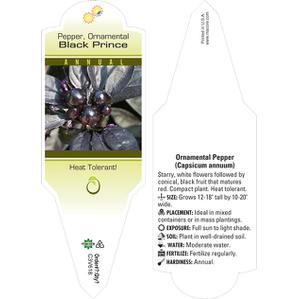 Pepper, Ornamental
Black Prince
ANNUAL
Heat Tolerant!
Printed in U.S.A.
Ornamental Pepper
(Capsicum annuum)
Starry, white flowers followed by
conical, black fruit that matures
red. Compact plant. Heat tolerant.
SIZE: Grows 12-18" tall by 10-20"
wide.
PLACEMENT: Ideal in mixed
containers or in mass plantings.
EXPOSURE: Full sun to light shade.
SOIL: Plant in well-drained soil.
WATER: Moderate water.
FERTILIZE: Fertilize regularly.
HARDINESS: Annual.